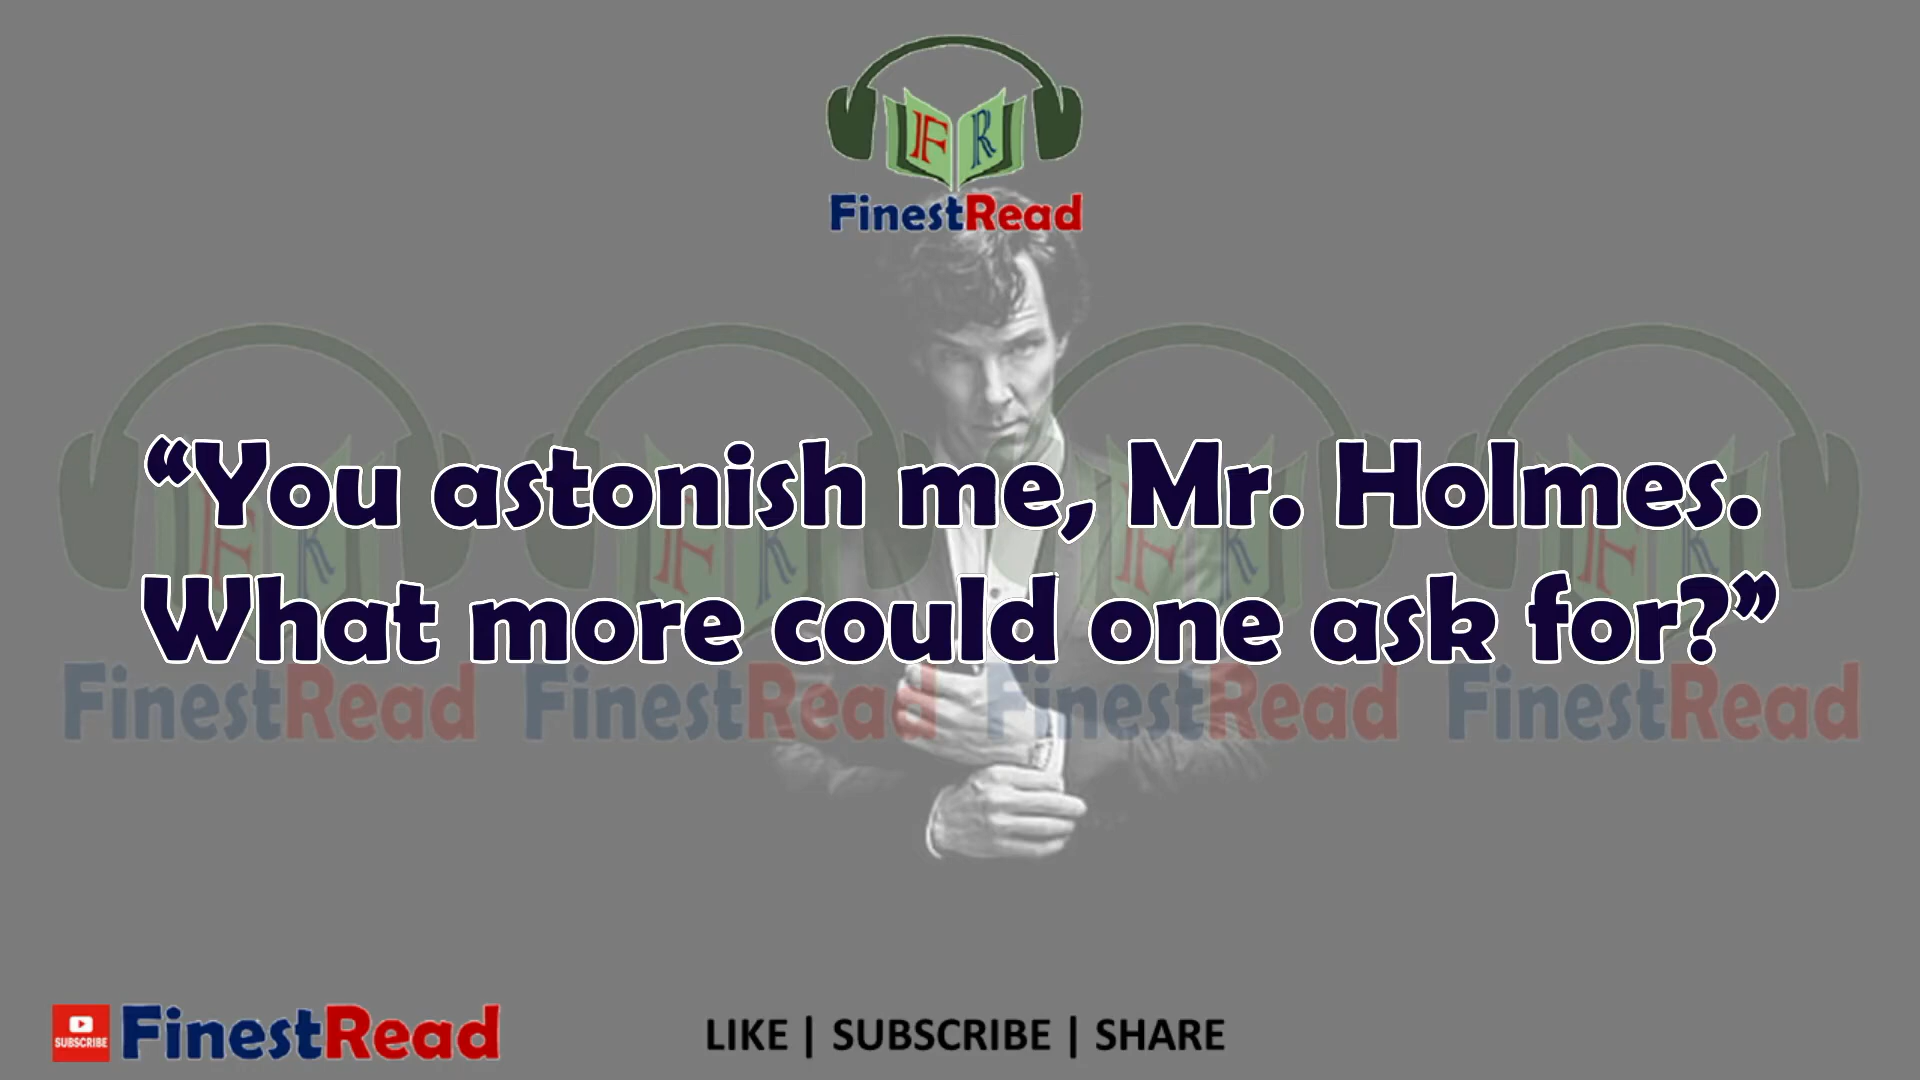 F R
FinestRead
“You astonish me, Mr. Holmes.
What more could one ask for?”
F R F R F R F R
FinestRead FinestRead FinestRead FinestRead
SUBSCRIBE FinestRead LIKE | SUBSCRIBE | SHARE